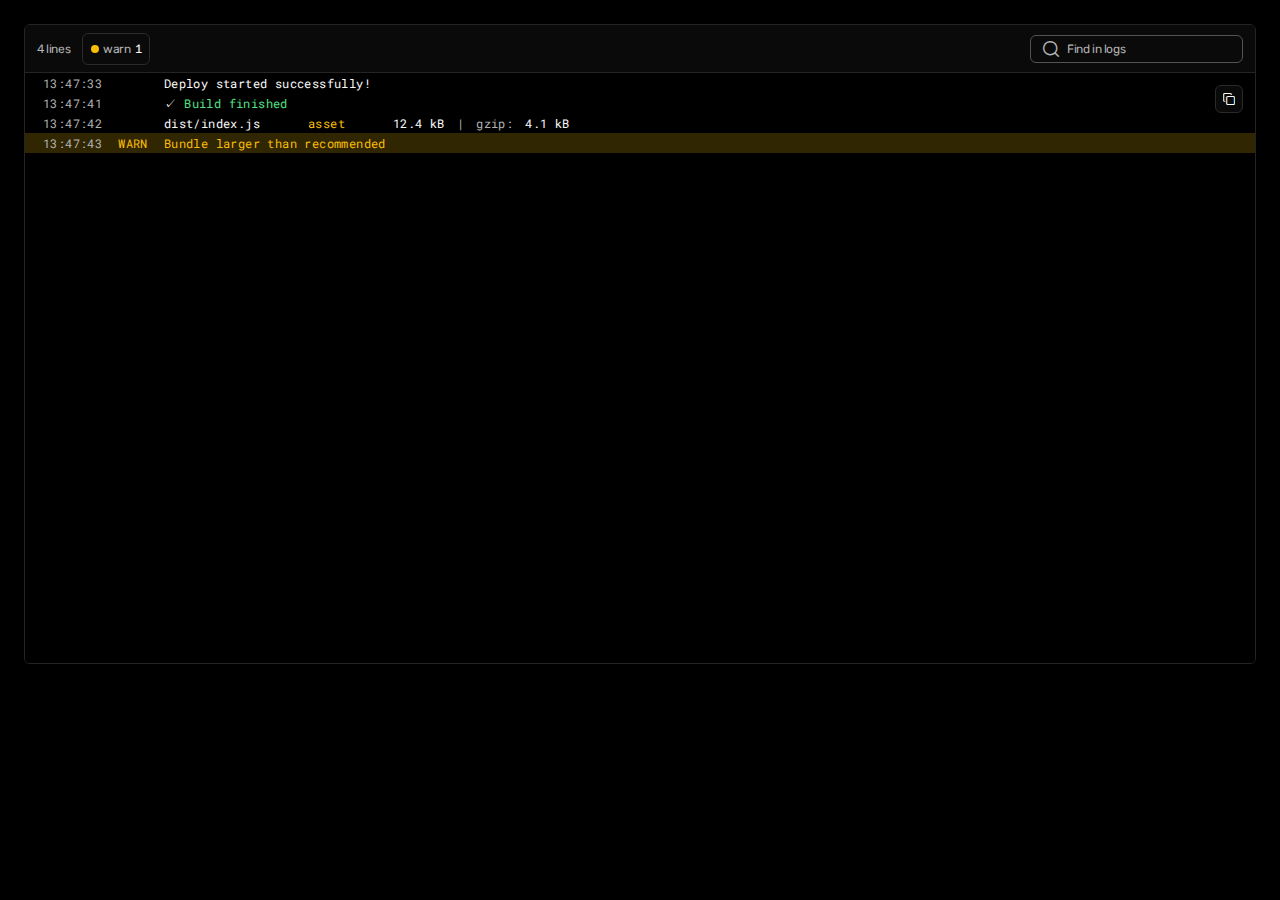 4 lines warn 1 Find in logs
13:47:33 Deploy started successfully!
13:47:41 ✓ Build finished
13:47:42 dist/index.js asset 12.4 kB | gzip: 4.1 kB
13:47:43 WARN Bundle larger than recommended